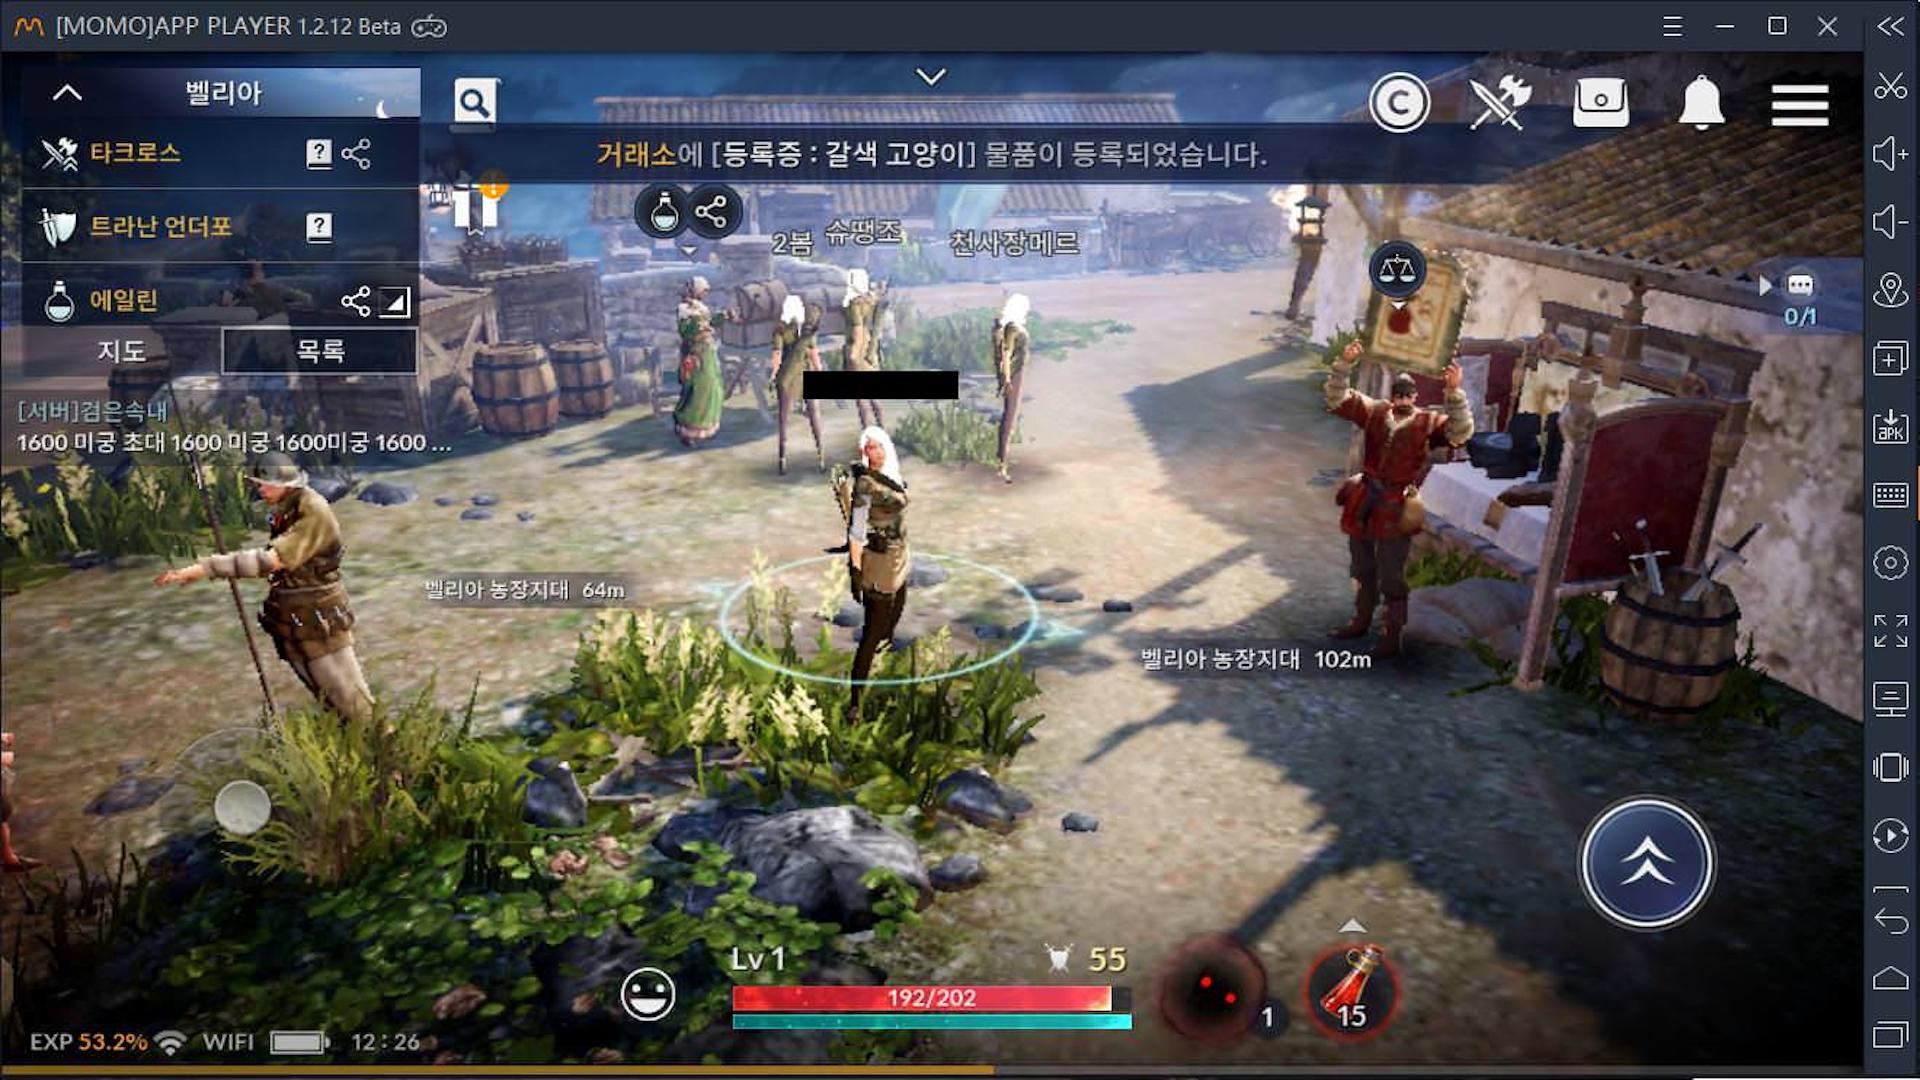 [MOMO]APP PLAYER 1.2.12 Beta
벨리아
타크로스
트라난 언더포
에일린
지도
목록
거래소에 [등록증 : 갈색 고양이] 물품이 등록되었습니다.
2봄
슈땡조
천사장메르
0/1
[서버]검은속내
1600 미궁 초대 1600 미궁 1600미궁 1600 ...
APK
벨리아 농장지대 64m
벨리아 농장지대 102m
Lv 1
55
192/202
1
15
EXP 53.2%
WIFI
12 : 26